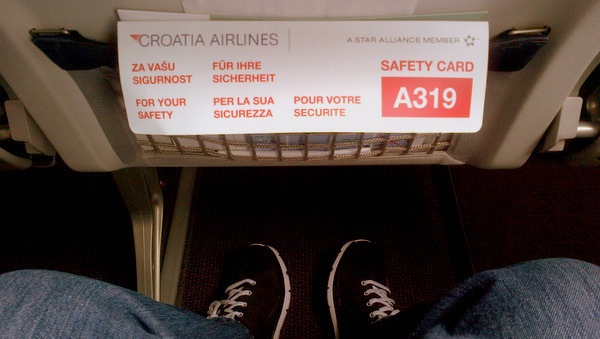 CROATIA AIRLINES
A STAR ALLIANCE MEMBER
ZA VAŠU
SIGURNOST
FÜR IHRE
SICHERHEIT
SAFETY CARD
A319
FOR YOUR
SAFETY
PER LA SUA
SICUREZZA
POUR VOTRE
SECURITE